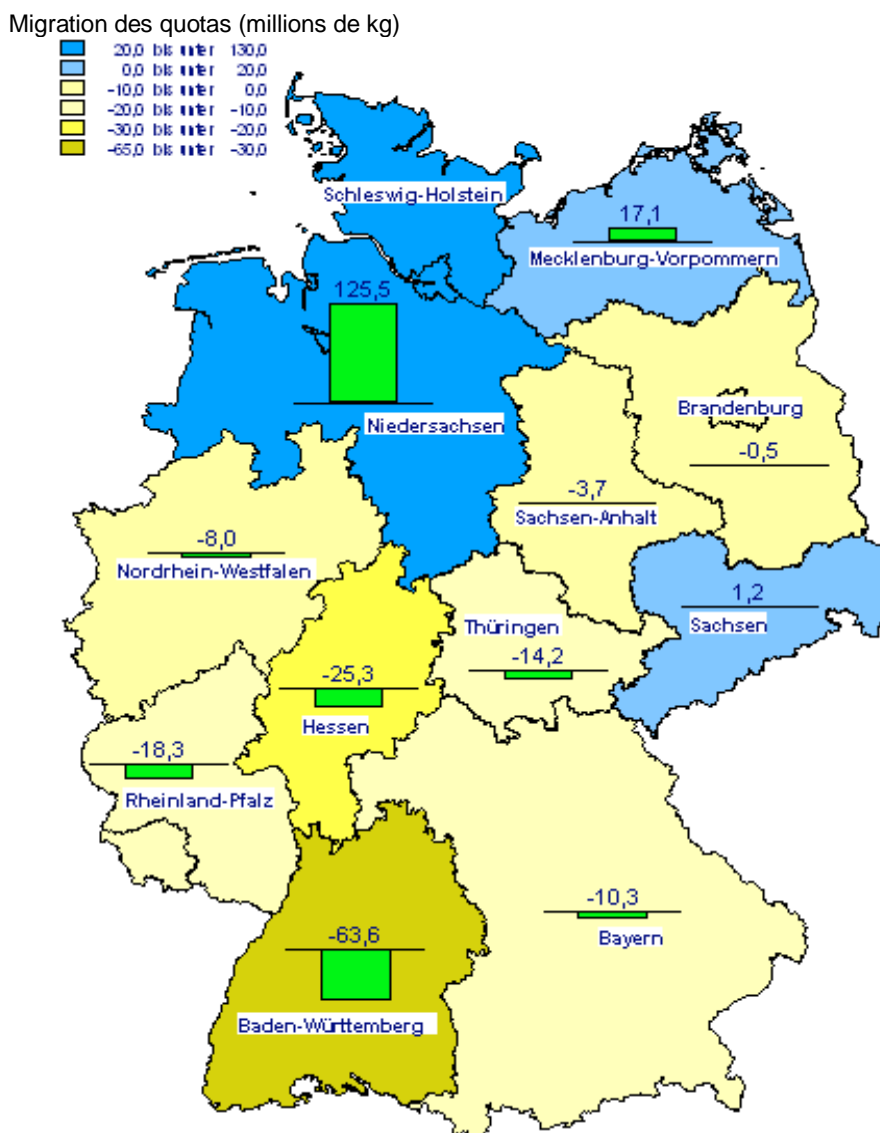 Migration des quotas (millions de kg)
20,0 bis unter 130,0
0,0 bis unter 20,0
-10,0 bis unter 0,0
-20,0 bis unter -10,0
-30,0 bis unter -20,0
-65,0 bis unter -30,0
Schleswig-Holstein
17,1
Mecklenburg-Vorpommern
125,5
Niedersachsen
Brandenburg
-0,5
-3,7
Sachsen-Anhalt
-8,0
Nordrhein-Westfalen
1,2
Sachsen
Thüringen
-14,2
-25,3
Hessen
-18,3
Rheinland-Pfalz
-10,3
Bayern
-63,6
Baden-Württemberg